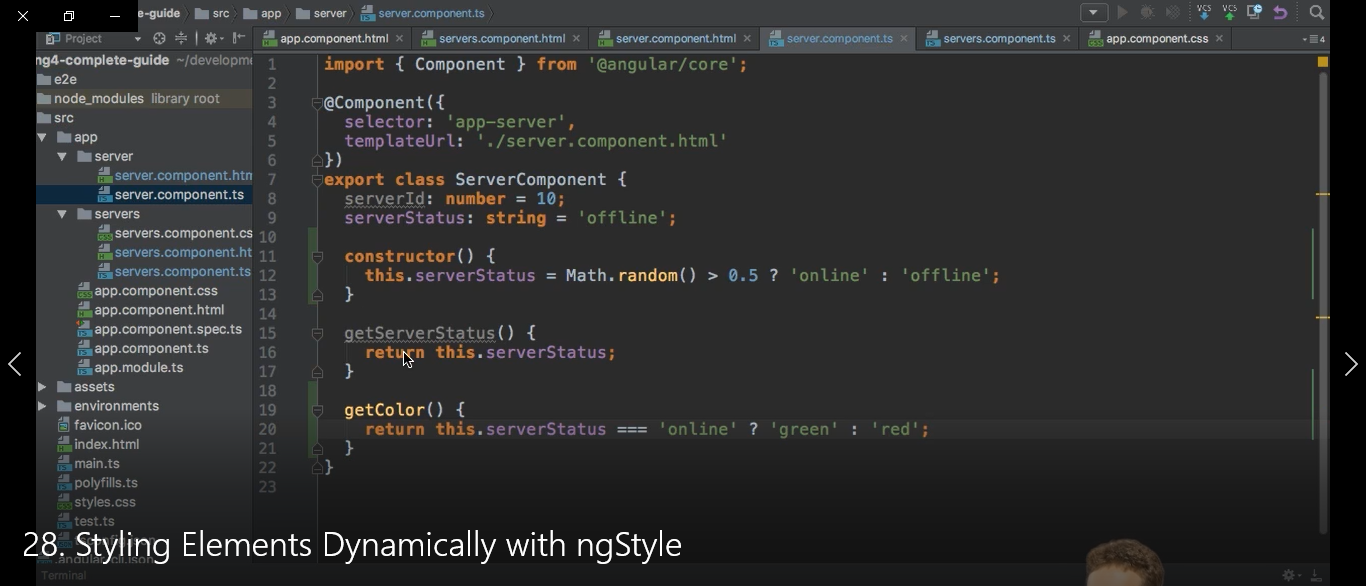 e-guide src app server server.component.ts
Project
app.component.html servers.component.html server.component.html server.component.ts servers.component.ts app.component.css
ng4-complete-guide ~/developme
e2e
node_modules library root
src
app
server
server.component.htm
server.component.ts
servers
servers.component.cs
servers.component.ht
servers.component.ts
app.component.css
app.component.html
app.component.spec.ts
app.component.ts
app.module.ts
assets
environments
favicon.ico
index.html
main.ts
polyfills.ts
styles.css
test.ts
.angular-cli.json
Terminal
VCS VCS
4
1 import { Component } from '@angular/core';
2
3 @Component({
4 selector: 'app-server',
5 templateUrl: './server.component.html'
6 })
7 export class ServerComponent {
8 serverId: number = 10;
9 serverStatus: string = 'offline';
10
11 constructor() {
12 this.serverStatus = Math.random() > 0.5 ? 'online' : 'offline';
13 }
14
15 getServerStatus() {
16 return this.serverStatus;
17 }
18
19 getColor() {
20 return this.serverStatus === 'online' ? 'green' : 'red';
21 }
22 }
23
28. Styling Elements Dynamically with ngStyle